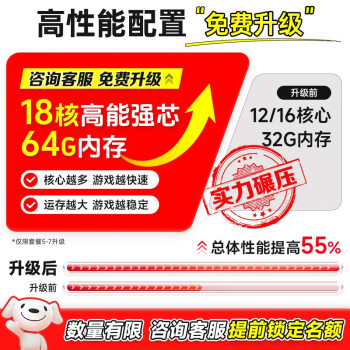 高性能配置 "免费升级"
咨询客服 免费升级
18核高能强芯
64G内存
核心越多 游戏越快速
运存越大 游戏越稳定
*仅限套餐5-7升级
升级前
12/16核心
32G内存
实力碾压
总体性能提高55%
升级后
升级前
数量有限 咨询客服提前锁定名额